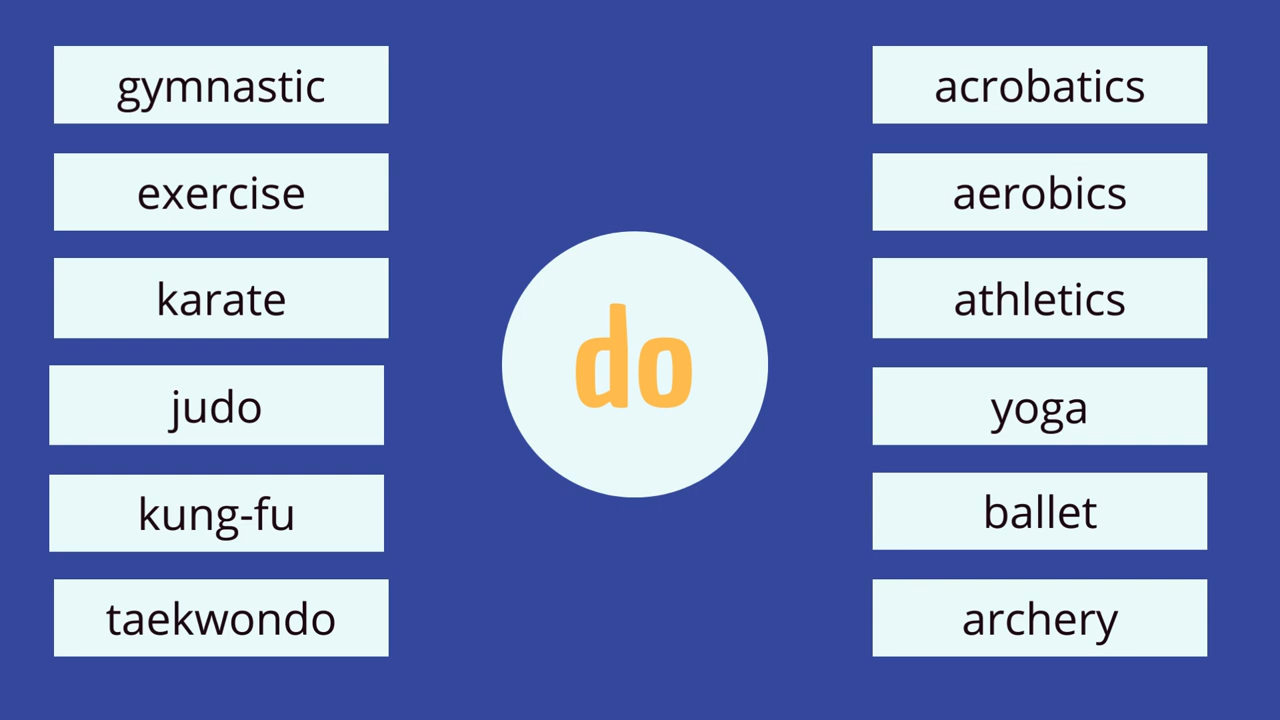 gymnastic
exercise
karate
judo
kung-fu
taekwondo
do
acrobatics
aerobics
athletics
yoga
ballet
archery